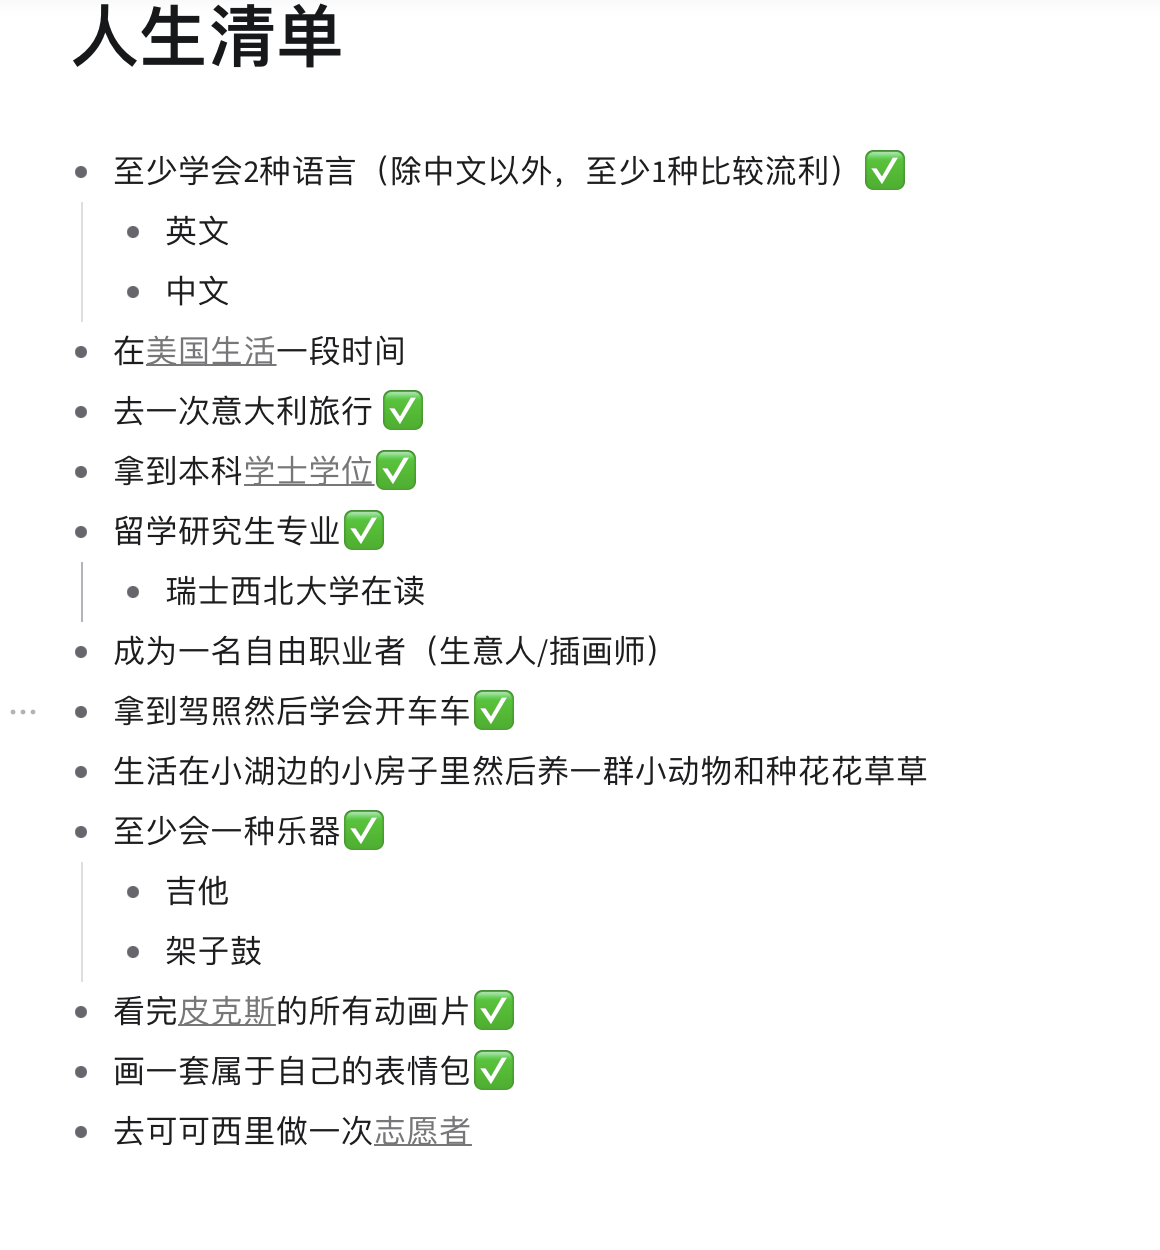 人生清单
至少学会2种语言（除中文以外，至少1种比较流利）✅
英文
中文
在美国生活一段时间
去一次意大利旅行 ✅
拿到本科学士学位✅
留学研究生专业✅
瑞士西北大学在读
成为一名自由职业者（生意人/插画师）
拿到驾照然后学会开车车✅
生活在小湖边的小房子里然后养一群小动物和种花花草草
至少会一种乐器✅
吉他
架子鼓
看完皮克斯的所有动画片✅
画一套属于自己的表情包✅
去可可西里做一次志愿者